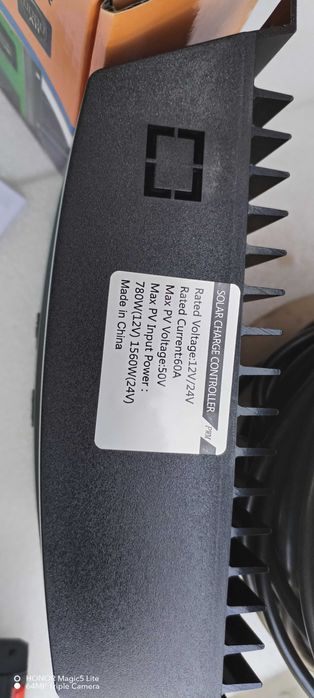 SOLAR CHARGE CONTROLLER PWM
Rated Voltage:12V/24V
Rated Current:60A
Max PV Voltage:50V
Max PV Input Power :
780W(12V) 1560W(24V)
Made in China
HONOR Magic5 Lite
64MP Triple Camera